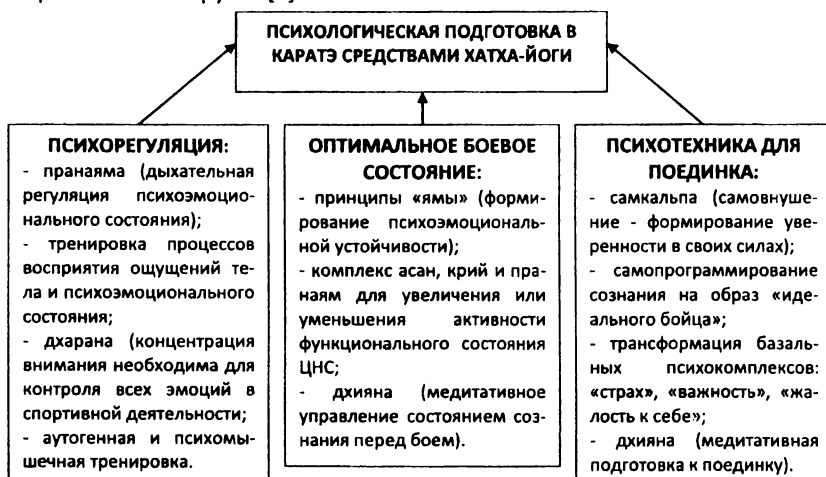 ПСИХОЛОГИЧЕСКАЯ ПОДГОТОВКА В
КАРАТЭ СРЕДСТВАМИ ХАТХА-ЙОГИ
ПСИХОРЕГУЛЯЦИЯ:
- пранаяма (дыхательная
регуляция психоэмоцио-
нального состояния);
- тренировка процессов
восприятия ощущений те-
ла и психоэмоционального
состояния;
- дхарана (концентрация
внимания необходима для
контроля всех эмоций в
спортивной деятельности;
- аутогенная и психомы-
шечная тренировка.
ОПТИМАЛЬНОЕ БОЕВОЕ
СОСТОЯНИЕ:
- принципы «ямы» (форми-
рование психоэмоциональ-
ной устойчивости);
- комплекс асан, крий и пра-
наям для увеличения или
уменьшения активности
функционального состояния
ЦНС;
- дхияна (медитативное
управление состоянием соз-
нания перед боем).
ПСИХОТЕХНИКА ДЛЯ
ПОЕДИНКА:
- самкальпа (самовнуше-
ние - формирование уве-
ренности в своих силах);
- самопрограммирование
сознания на образ «иде-
ального бойца»;
- трансформация базаль-
ных психокомплексов:
«страх», «важность», «жа-
лость к себе»;
- дхияна (медитативная
подготовка к поединку).